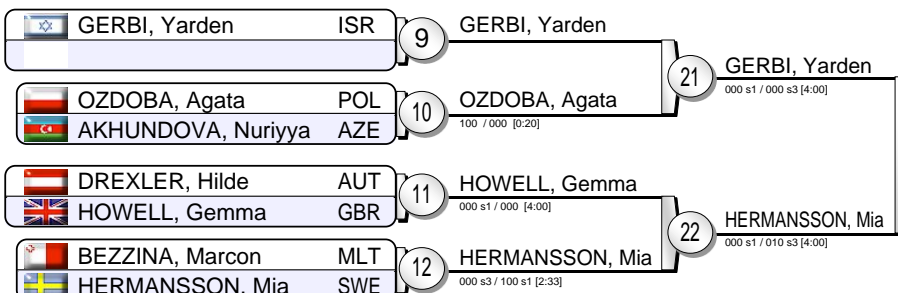 GERBI, Yarden ISR
9
GERBI, Yarden
21
GERBI, Yarden
000 s1 / 000 s3 [4:00]
OZDOBA, Agata POL
AKHUNDOVA, Nuriyya AZE
10
OZDOBA, Agata
100 / 000 [0:20]
DREXLER, Hilde AUT
HOWELL, Gemma GBR
11
HOWELL, Gemma
000 s1 / 000 [4:00]
22
HERMANSSON, Mia
000 s1 / 010 s3 [4:00]
BEZZINA, Marcon MLT
HERMANSSON, Mia SWE
12
HERMANSSON, Mia
000 s3 / 100 s1 [2:33]